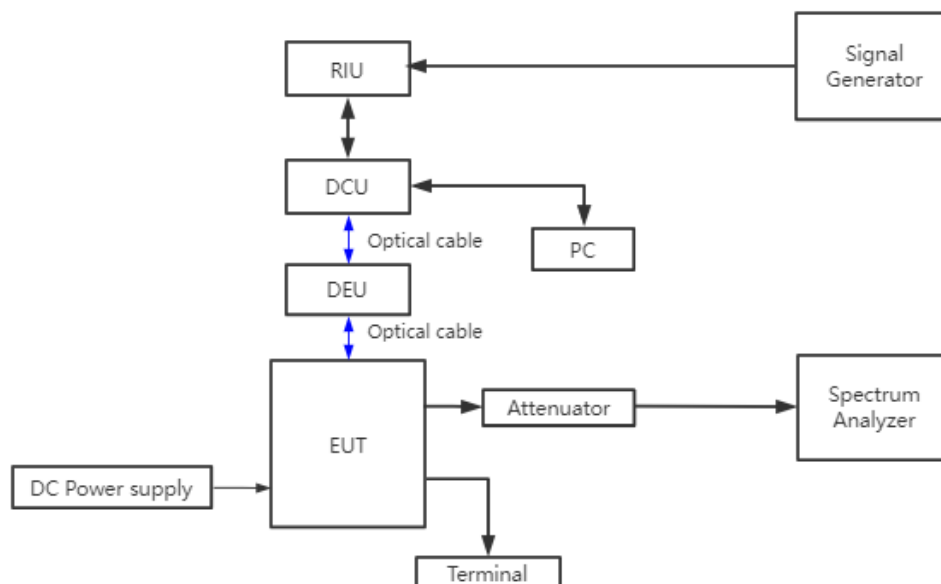 RIU
Signal
Generator
DCU
Optical cable
PC
DEU
Optical cable
EUT
Attenuator
Spectrum
Analyzer
DC Power supply
Terminal